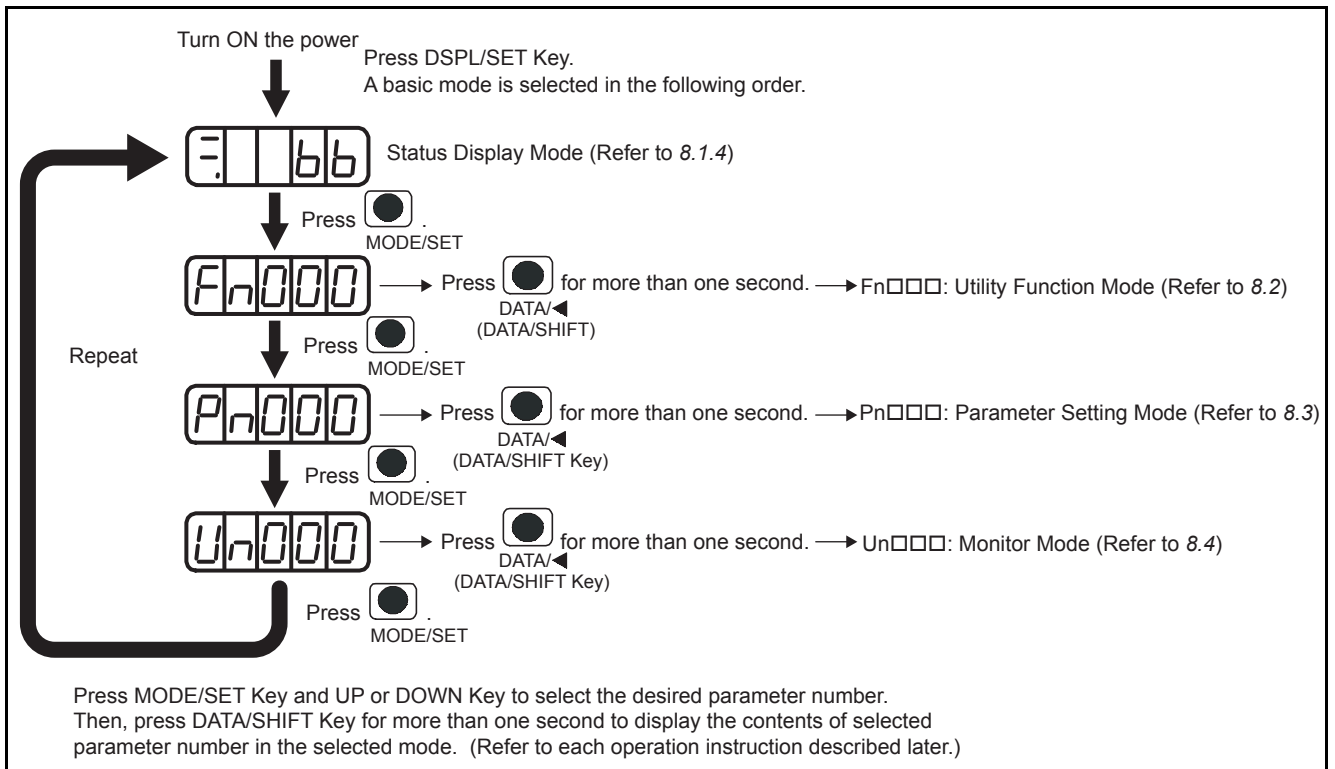 Turn ON the power
Press DSPL/SET Key.
A basic mode is selected in the following order.
bb Status Display Mode (Refer to 8.1.4)
Press .
MODE/SET
Fn000 Press for more than one second. Fn□□□: Utility Function Mode (Refer to 8.2)
DATA/◀
(DATA/SHIFT)
Press .
MODE/SET
Repeat
Pn000 Press for more than one second. Pn□□□: Parameter Setting Mode (Refer to 8.3)
DATA/◀
(DATA/SHIFT Key)
Press .
MODE/SET
Un000 Press for more than one second. Un□□□: Monitor Mode (Refer to 8.4)
DATA/◀
(DATA/SHIFT Key)
Press .
MODE/SET
Press MODE/SET Key and UP or DOWN Key to select the desired parameter number.
Then, press DATA/SHIFT Key for more than one second to display the contents of selected
parameter number in the selected mode. (Refer to each operation instruction described later.)